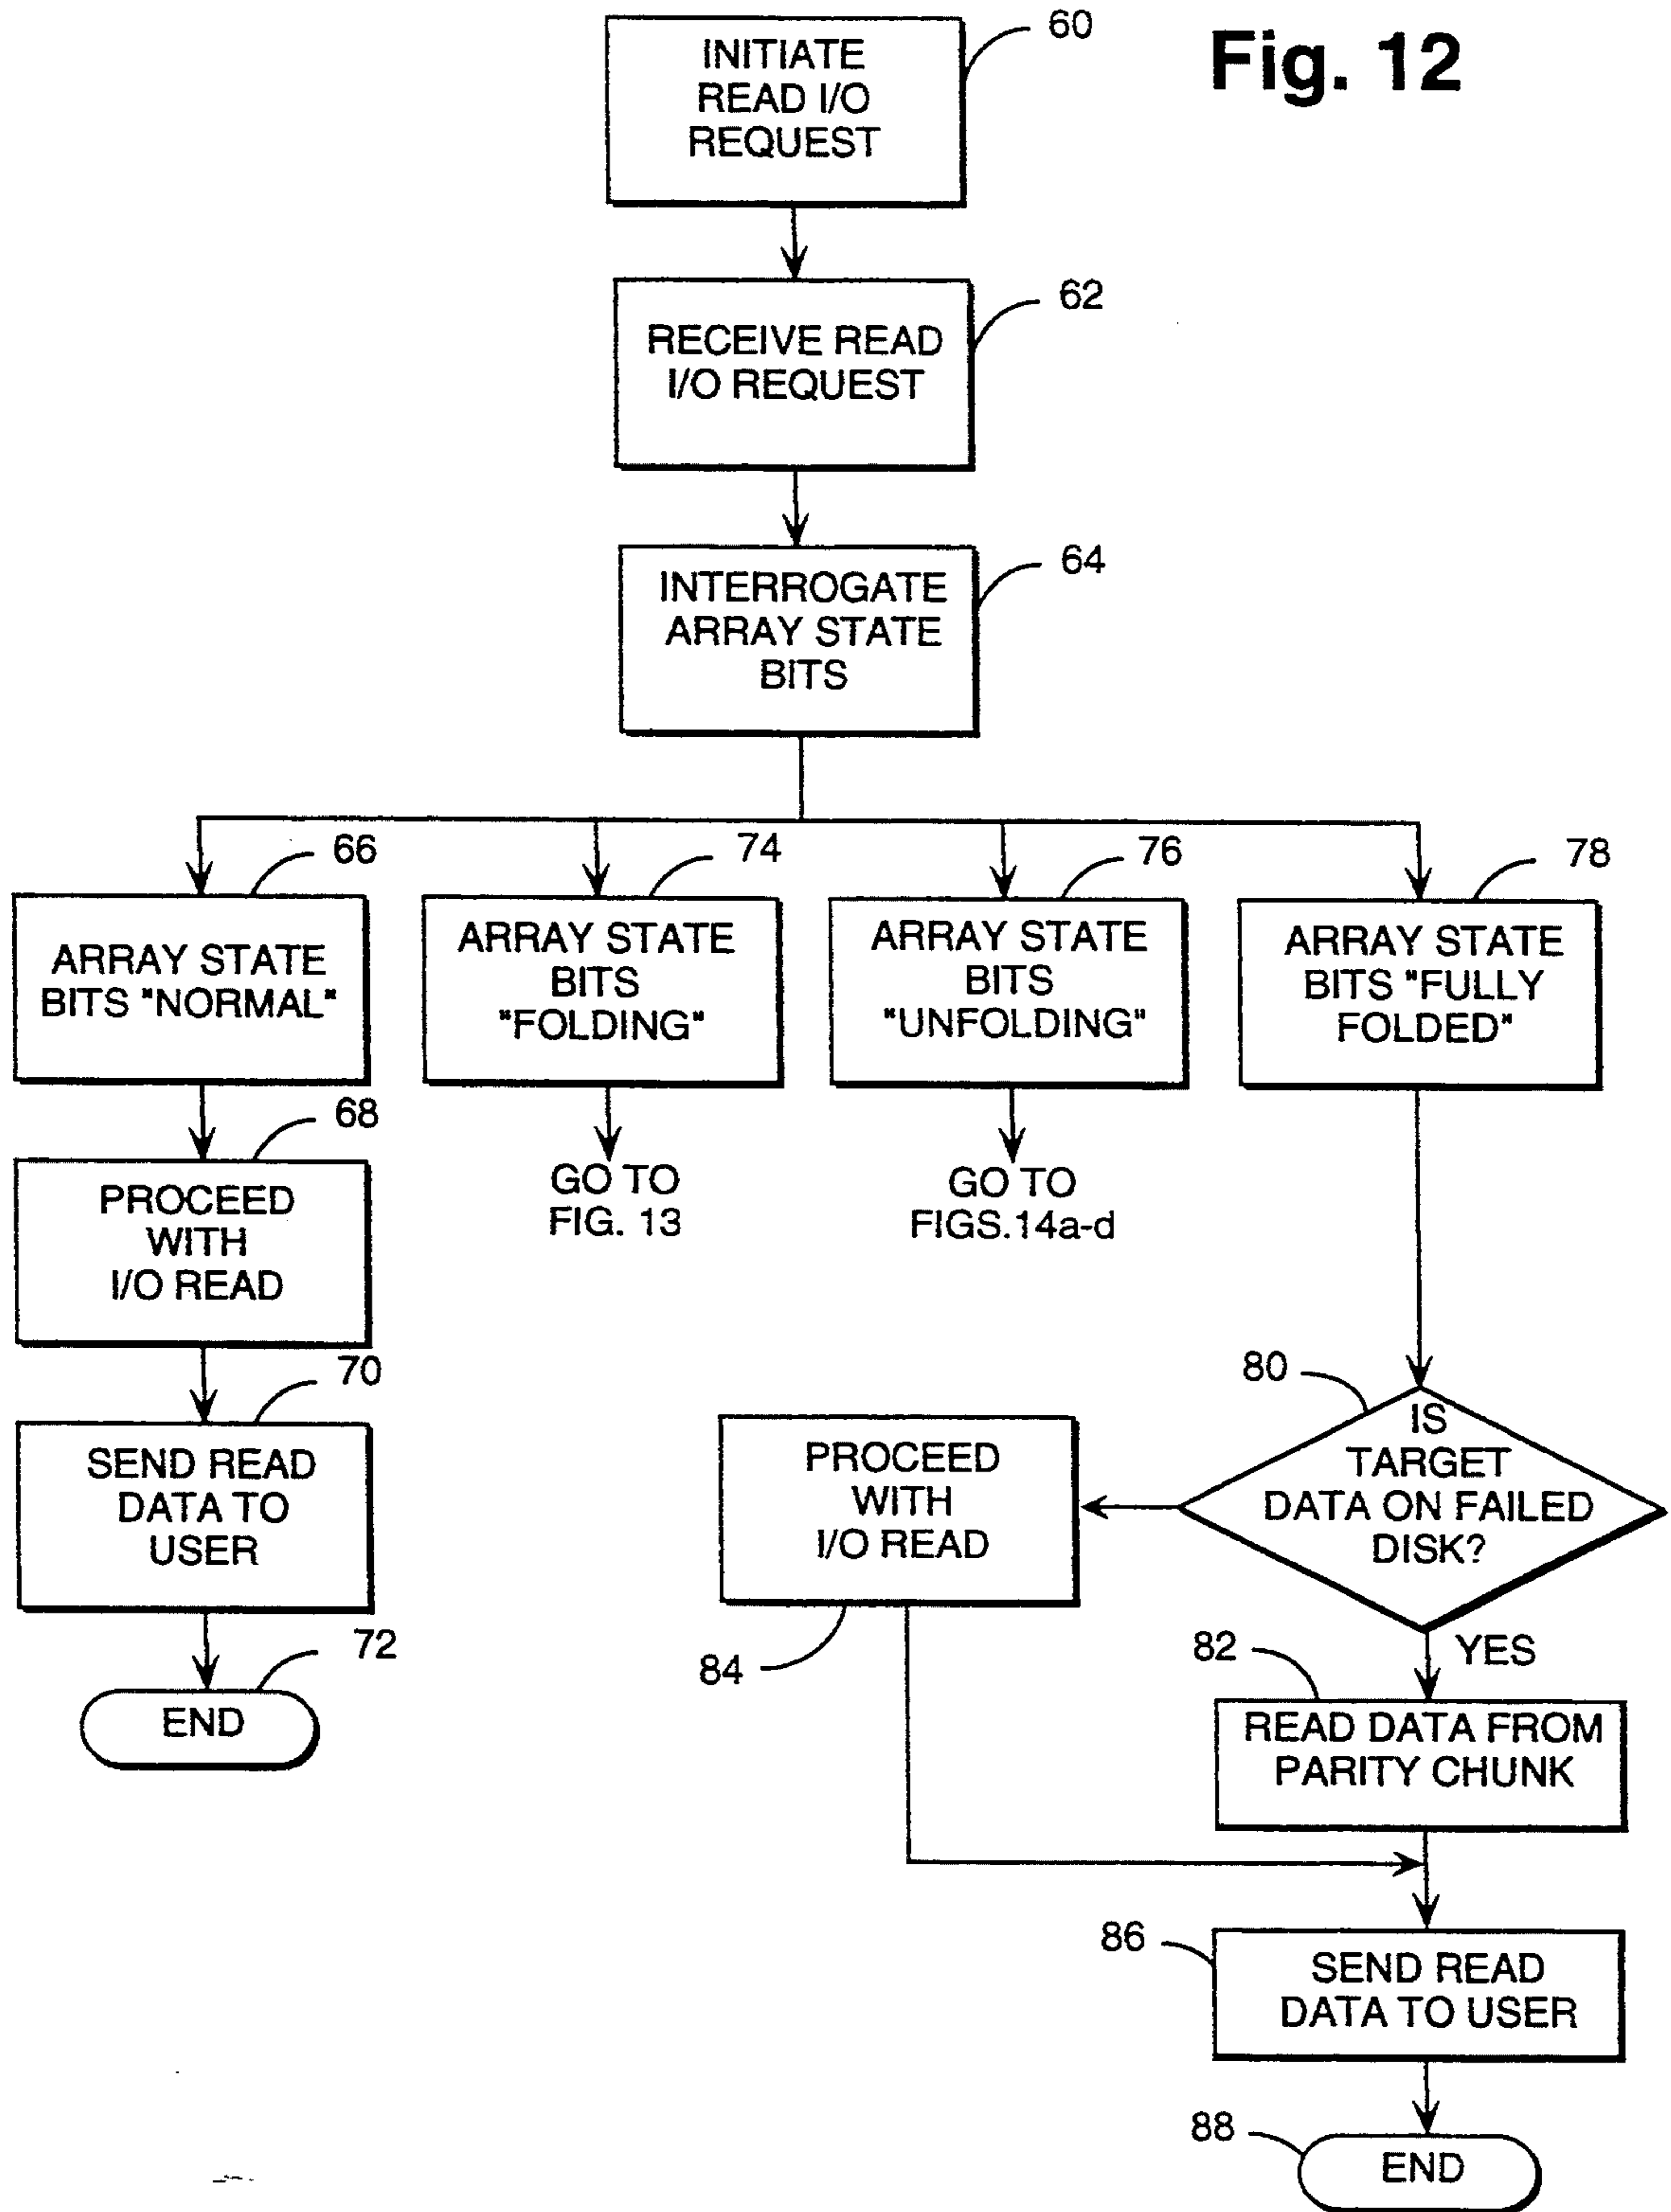 Fig. 12
60
INITIATE
READ I/O
REQUEST
62
RECEIVE READ
I/O REQUEST
64
INTERROGATE
ARRAY STATE
BITS
66
ARRAY STATE
BITS "NORMAL"
74
ARRAY STATE
BITS
"FOLDING"
76
ARRAY STATE
BITS
"UNFOLDING"
78
ARRAY STATE
BITS "FULLY
FOLDED"
68
PROCEED
WITH
I/O READ
GO TO
FIG. 13
GO TO
FIGS.14a-d
70
SEND READ
DATA TO
USER
72
END
80
IS
TARGET
DATA ON FAILED
DISK?
PROCEED
WITH
I/O READ
84
YES
82
READ DATA FROM
PARITY CHUNK
86
SEND READ
DATA TO USER
88
END